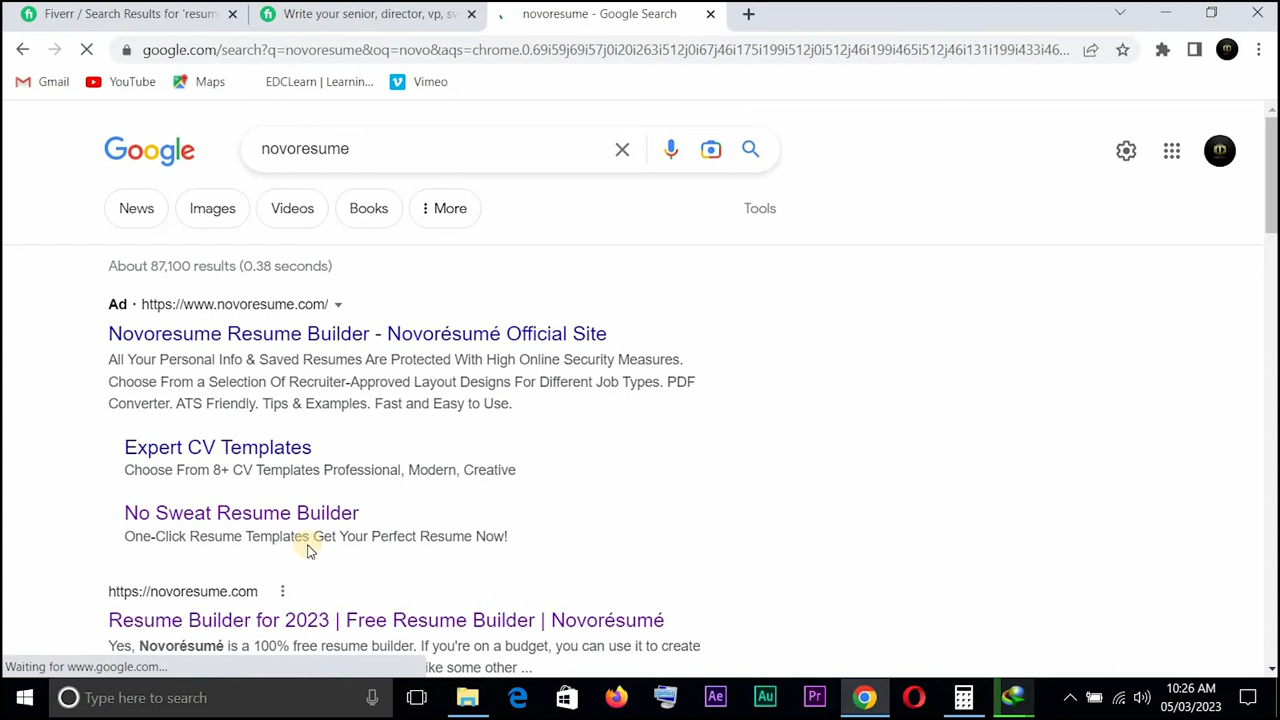 Fiverr / Search Results for 'resum
Write your senior, director, vp, sv
novoresume - Google Search
google.com/search?q=novoresume&oq=novo&aqs=chrome.0.69i59j69i57j0i20i263i512j0i67j46i175i199i512j0i512j46i199i465i512j46i131i199i433i46...
Gmail
YouTube
Maps
EDCLearn | Learnin...
Vimeo
Google
novoresume
News
Images
Videos
Books
More
Tools
About 87,100 results (0.38 seconds)
Ad · https://www.novoresume.com/
Novoresume Resume Builder - Novorésumé Official Site
All Your Personal Info & Saved Resumes Are Protected With High Online Security Measures.
Choose From a Selection Of Recruiter-Approved Layout Designs For Different Job Types. PDF
Converter. ATS Friendly. Tips & Examples. Fast and Easy to Use.
Expert CV Templates
Choose From 8+ CV Templates Professional, Modern, Creative
No Sweat Resume Builder
One-Click Resume Templates Get Your Perfect Resume Now!
https://novoresume.com
Resume Builder for 2023 | Free Resume Builder | Novorésumé
Yes, Novorésumé is a 100% free resume builder. If you're on a budget, you can use it to create
like some other ...
Waiting for www.google.com...
Type here to search
Ae
Au
Pr
10:26 AM
05/03/2023